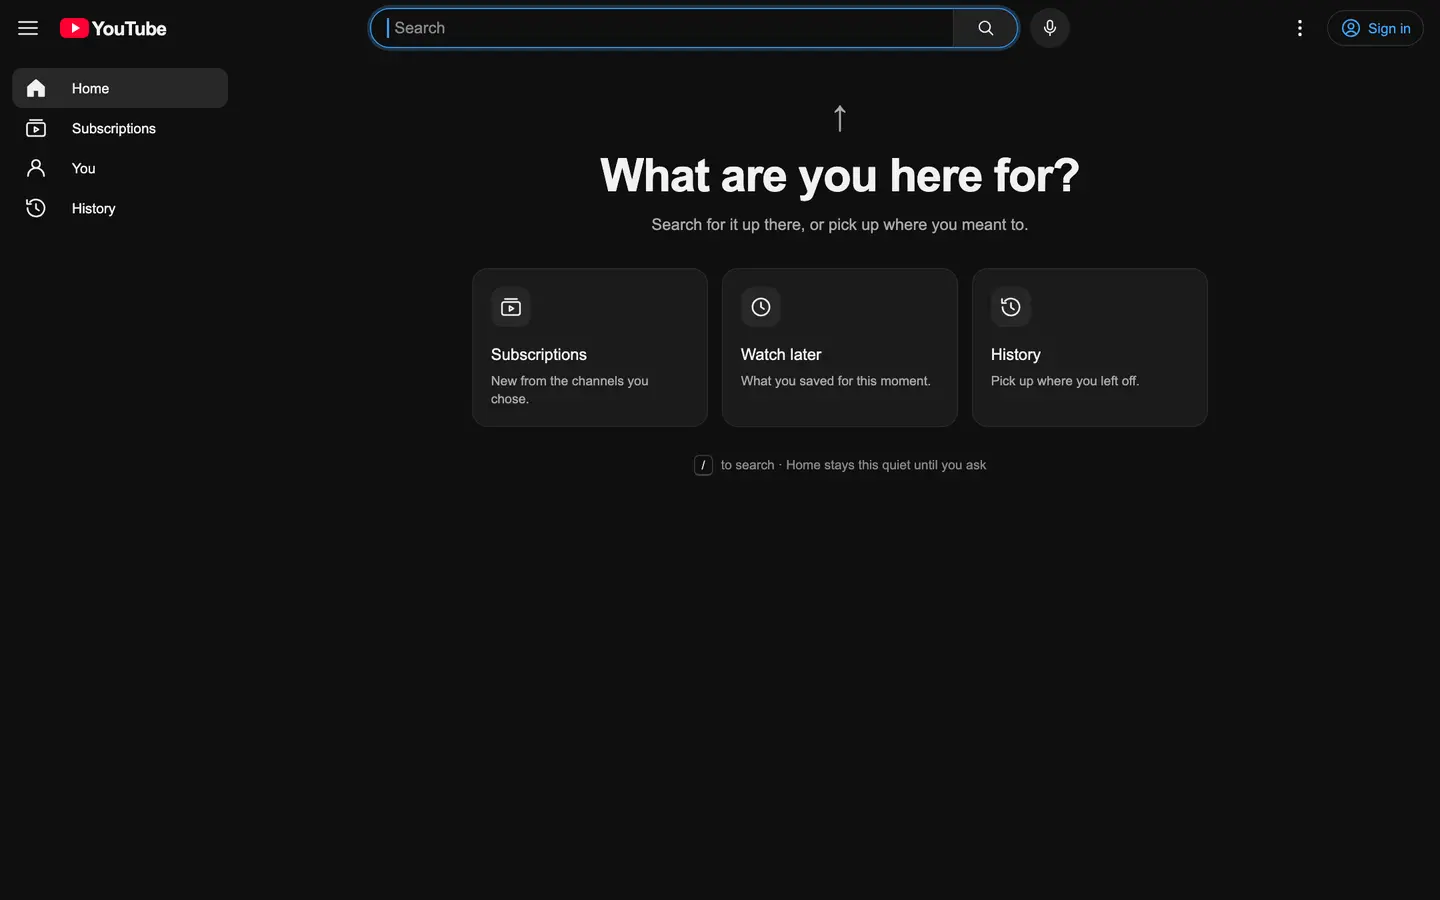 YouTube
Search
Sign in
Home
Subscriptions
You
History
What are you here for?
Search for it up there, or pick up where you meant to.
Subscriptions
New from the channels you
chose.
Watch later
What you saved for this moment.
History
Pick up where you left off.
/ to search · Home stays this quiet until you ask